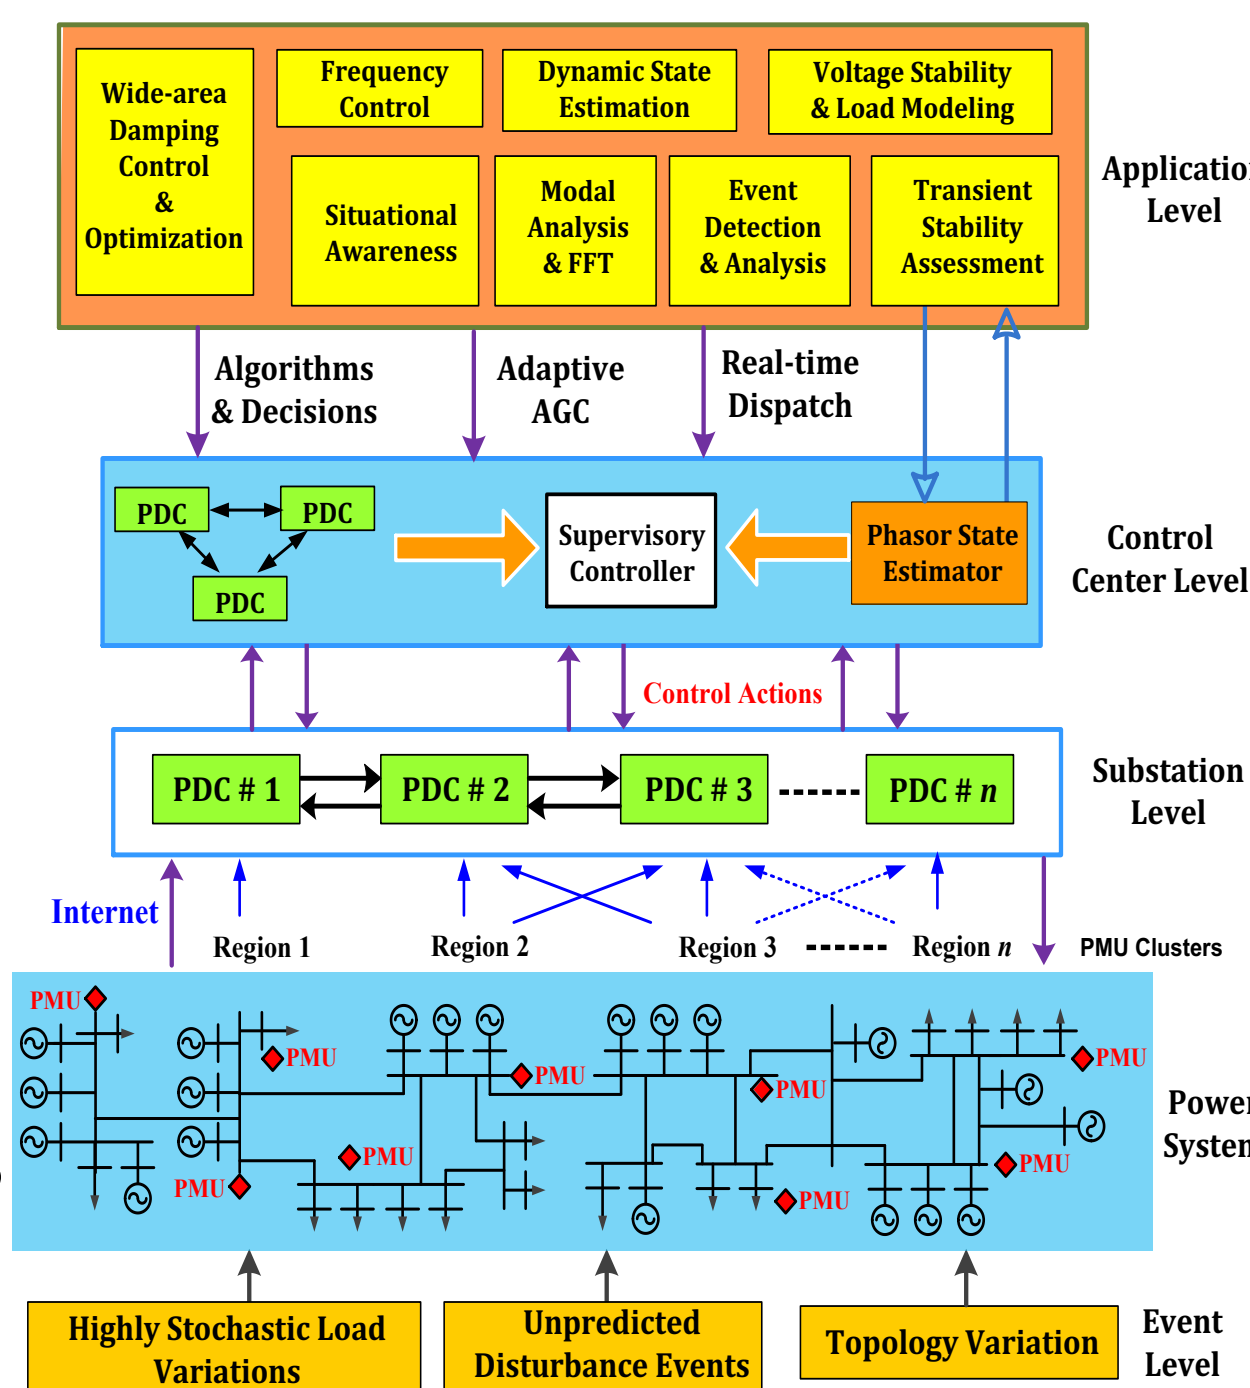 Wide-area
Damping
Control
&
Optimization
Frequency
Control
Dynamic State
Estimation
Voltage Stability
& Load Modeling
Situational
Awareness
Modal
Analysis
& FFT
Event
Detection
& Analysis
Transient
Stability
Assessment
Application
Level
Algorithms
& Decisions
Adaptive
AGC
Real-time
Dispatch
PDC
PDC
PDC
Supervisory
Controller
Phasor State
Estimator
Control
Center Level
Control Actions
PDC # 1
PDC # 2
PDC # 3
PDC # n
Substation
Level
Internet
Region 1
Region 2
Region 3
Region n
PMU Clusters
PMU
PMU
PMU
PMU
PMU
PMU
PMU
PMU
PMU
Power
System
Highly Stochastic Load
Variations
Unpredicted
Disturbance Events
Topology Variation
Event
Level